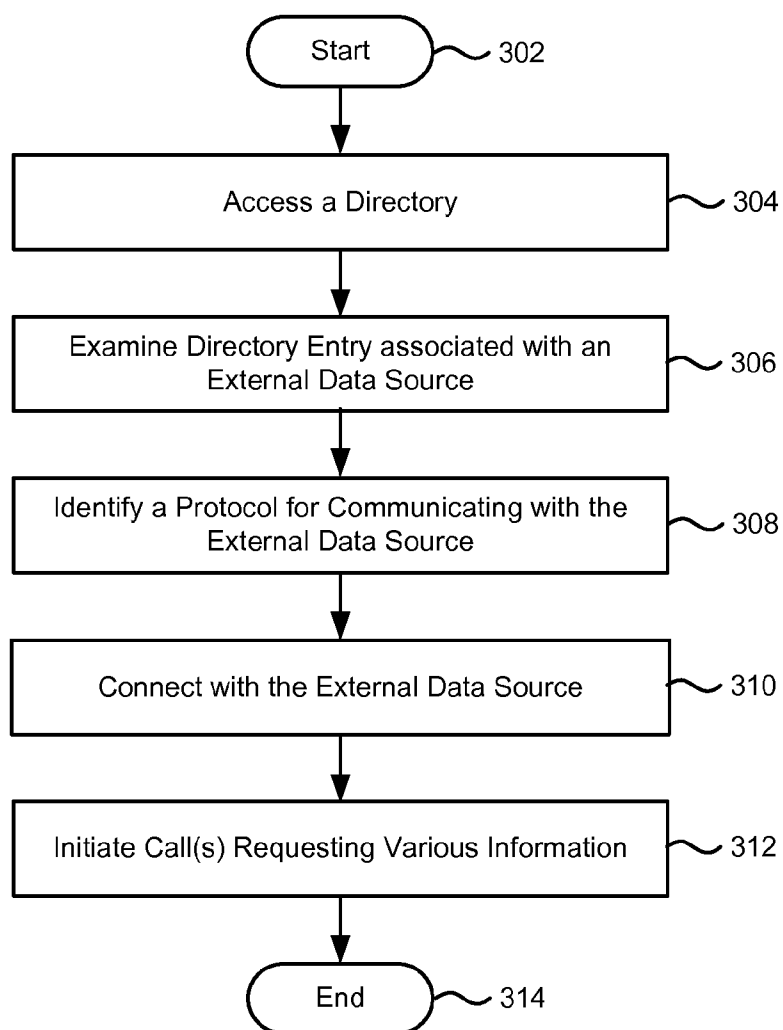 Start
302
Access a Directory
304
Examine Directory Entry associated with an
External Data Source
306
Identify a Protocol for Communicating with the
External Data Source
308
Connect with the External Data Source
310
Initiate Call(s) Requesting Various Information
312
End
314